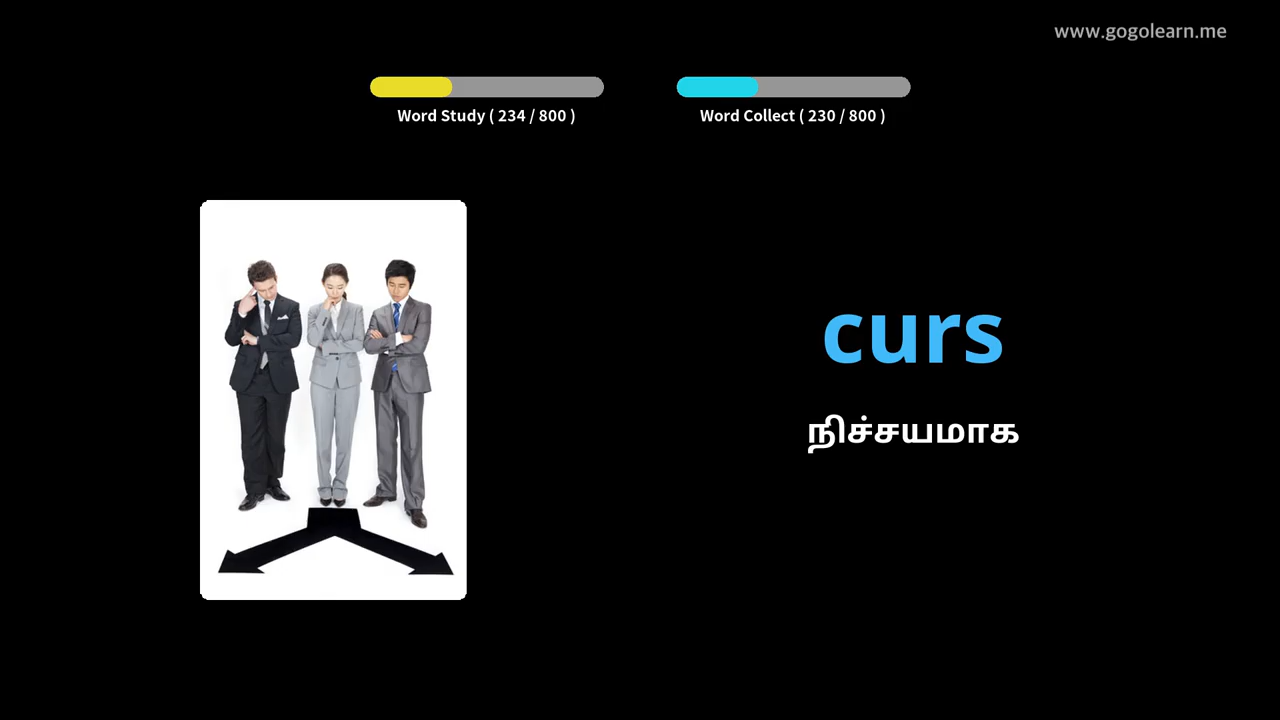 www.gogolearn.me
Word Study ( 234 / 800 )
Word Collect ( 230 / 800 )
curs
நிச்சயமாக